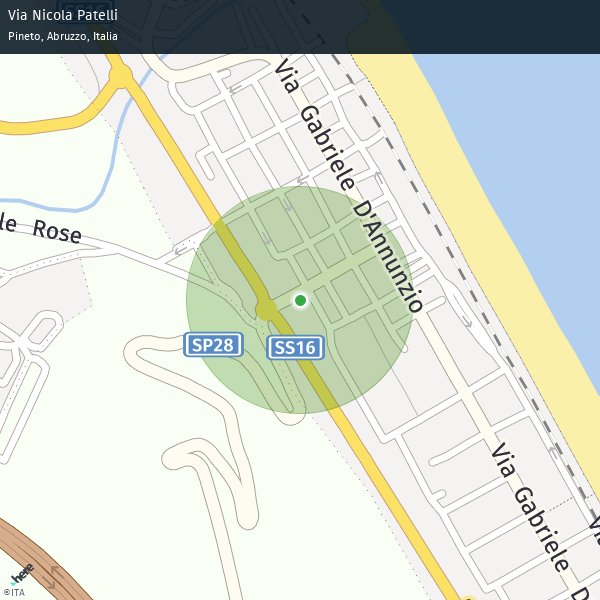 Via Nicola Patelli
Pineto, Abruzzo, Italia
Via Gabriele D'Annunzio
le Rose
SP28
SS16
Via Gabriele D
here
©ITA